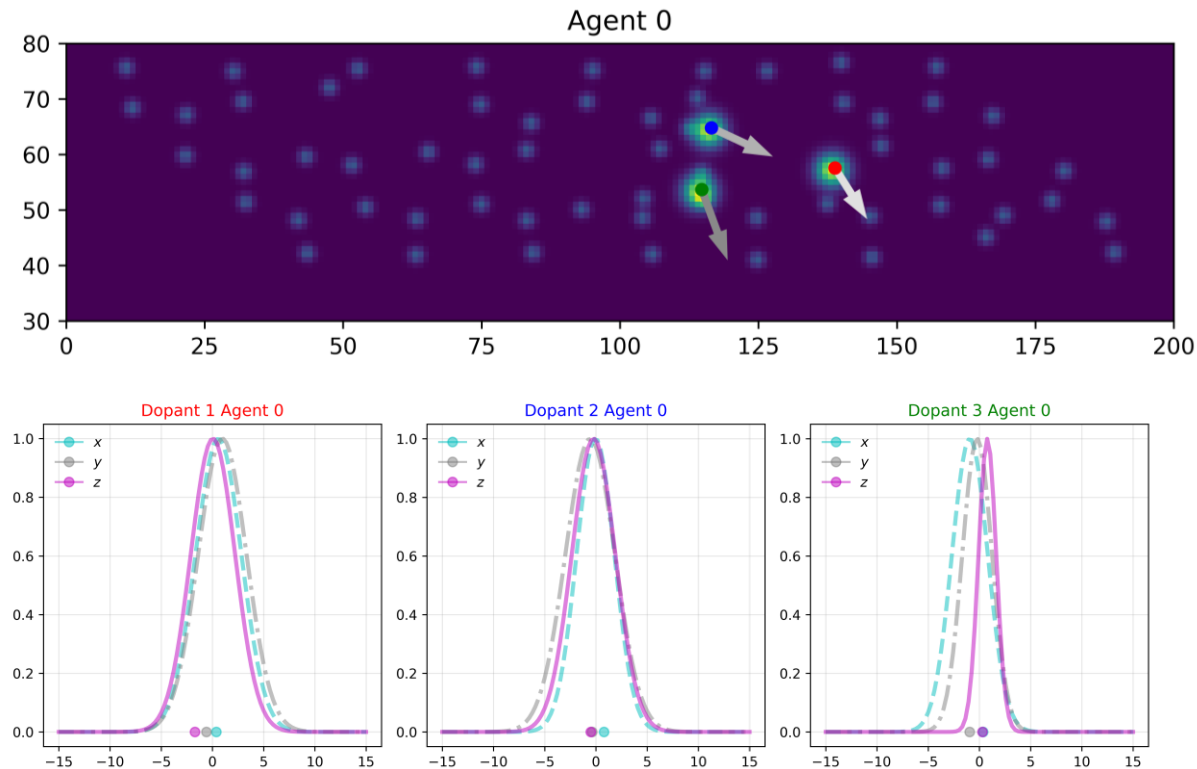 Agent 0
80
70
60
50
40
30
0 25 50 75 100 125 150 175 200
Dopant 1 Agent 0 Dopant 2 Agent 0 Dopant 3 Agent 0
1.0 x 1.0 x 1.0 x
y y y
z z z
0.8 0.8 0.8
0.6 0.6 0.6
0.4 0.4 0.4
0.2 0.2 0.2
0.0 0.0 0.0
−15 −10 −5 0 5 10 15 −15 −10 −5 0 5 10 15 −15 −10 −5 0 5 10 15